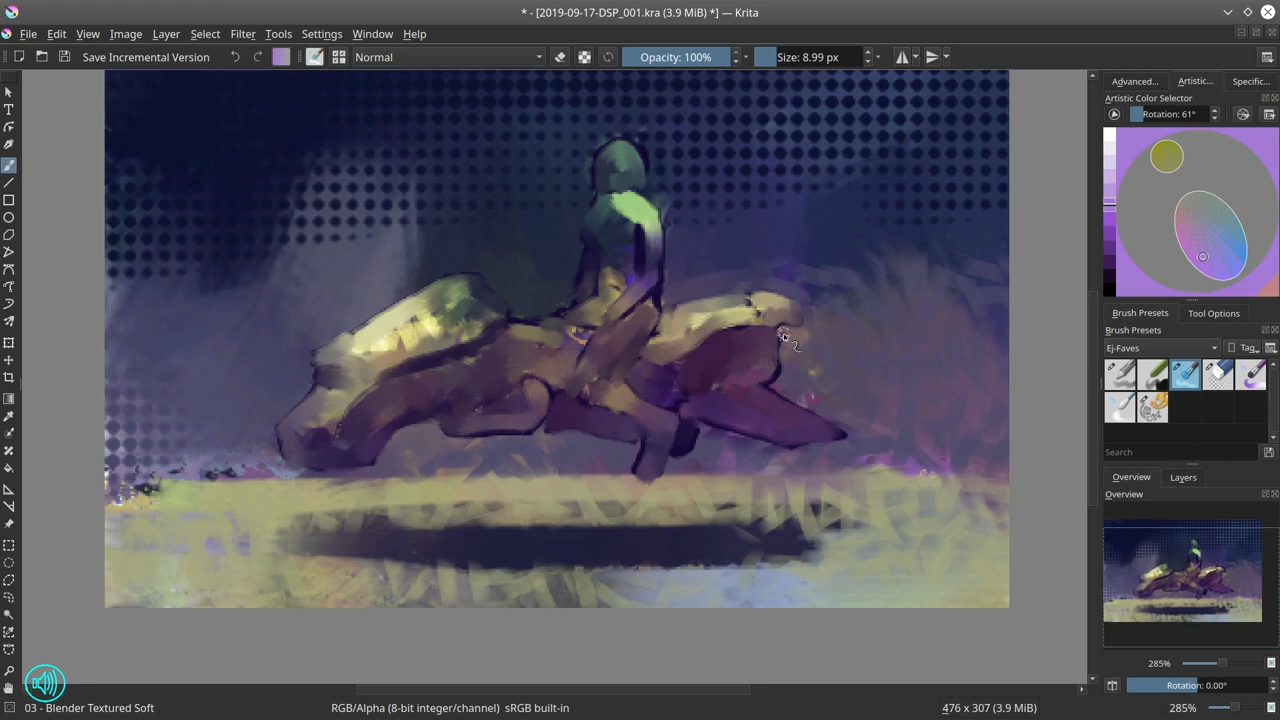 * - [2019-09-17-DSP_001.kra (3.9 MiB) *] — Krita
File Edit View Image Layer Select Filter Tools Settings Window Help
Save Incremental Version Normal Opacity: 100% Size: 8.99 px
Advanced... Artistic... Specific...
Artistic Color Selector
Rotation: 61°
Brush Presets Tool Options
Brush Presets
Ej-Faves Tag
Search
Overview Layers
Overview
285%
Rotation: 0.00°
03 - Blender Textured Soft RGB/Alpha (8-bit integer/channel) sRGB built-in 476 x 307 (3.9 MiB) 285%